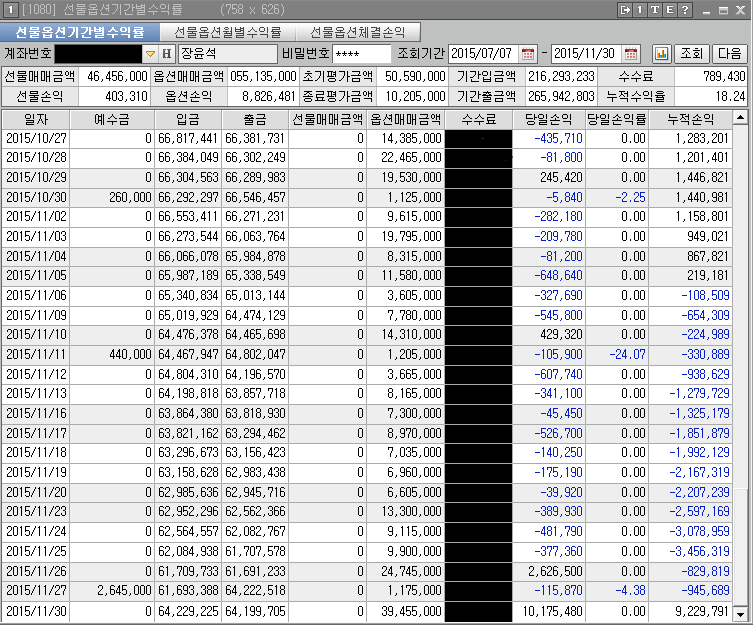 1 [1080] 선물옵션기간별수익률 (758 x 626) 1 T E ?
선물옵션기간별수익률 선물옵션월별수익률 선물옵션체결손익
계좌번호 H 장윤석 비밀번호 **** 조회기간 2015/07/07 - 2015/11/30 조회 다음
선물매매금액 46,456,000 옵션매매금액 055,135,000 초기평가금액 50,590,000 기간입금액 216,293,233 수수료 789,430
선물손익 403,310 옵션손익 8,826,481 종료평가금액 10,205,000 기간출금액 265,942,803 누적수익률 18.24
일자 예수금 입금 출금 선물매매금액 옵션매매금액 수수료 당일손익 당일손익률 누적손익
2015/10/27 0 66,817,441 66,381,731 0 14,385,000 -435,710 0.00 1,283,201
2015/10/28 0 66,384,049 66,302,249 0 22,465,000 -81,800 0.00 1,201,401
2015/10/29 0 66,304,563 66,289,983 0 19,530,000 245,420 0.00 1,446,821
2015/10/30 260,000 66,292,297 66,546,457 0 1,125,000 -5,840 -2.25 1,440,981
2015/11/02 0 66,553,411 66,271,231 0 9,615,000 -282,180 0.00 1,158,801
2015/11/03 0 66,273,544 66,063,764 0 19,795,000 -209,780 0.00 949,021
2015/11/04 0 66,066,078 65,984,878 0 8,315,000 -81,200 0.00 867,821
2015/11/05 0 65,987,189 65,338,549 0 11,580,000 -648,640 0.00 219,181
2015/11/06 0 65,340,834 65,013,144 0 3,605,000 -327,690 0.00 -108,509
2015/11/09 0 65,019,929 64,474,129 0 7,780,000 -545,800 0.00 -654,309
2015/11/10 0 64,476,378 64,465,698 0 14,310,000 429,320 0.00 -224,989
2015/11/11 440,000 64,467,947 64,802,047 0 1,205,000 -105,900 -24.07 -330,889
2015/11/12 0 64,804,310 64,196,570 0 3,665,000 -607,740 0.00 -938,629
2015/11/13 0 64,198,818 63,857,718 0 8,165,000 -341,100 0.00 -1,279,729
2015/11/16 0 63,864,380 63,818,930 0 7,300,000 -45,450 0.00 -1,325,179
2015/11/17 0 63,821,162 63,294,462 0 8,970,000 -526,700 0.00 -1,851,879
2015/11/18 0 63,296,673 63,156,423 0 7,035,000 -140,250 0.00 -1,992,129
2015/11/19 0 63,158,628 62,983,438 0 6,960,000 -175,190 0.00 -2,167,319
2015/11/20 0 62,985,636 62,945,716 0 6,605,000 -39,920 0.00 -2,207,239
2015/11/23 0 62,952,296 62,562,366 0 13,300,000 -389,930 0.00 -2,597,169
2015/11/24 0 62,564,557 62,082,767 0 9,115,000 -481,790 0.00 -3,078,959
2015/11/25 0 62,084,938 61,707,578 0 9,900,000 -377,360 0.00 -3,456,319
2015/11/26 0 61,709,733 61,691,233 0 24,745,000 2,626,500 0.00 -829,819
2015/11/27 2,645,000 61,693,388 64,222,518 0 1,175,000 -115,870 -4.38 -945,689
2015/11/30 0 64,229,225 64,199,705 0 39,455,000 10,175,480 0.00 9,229,791